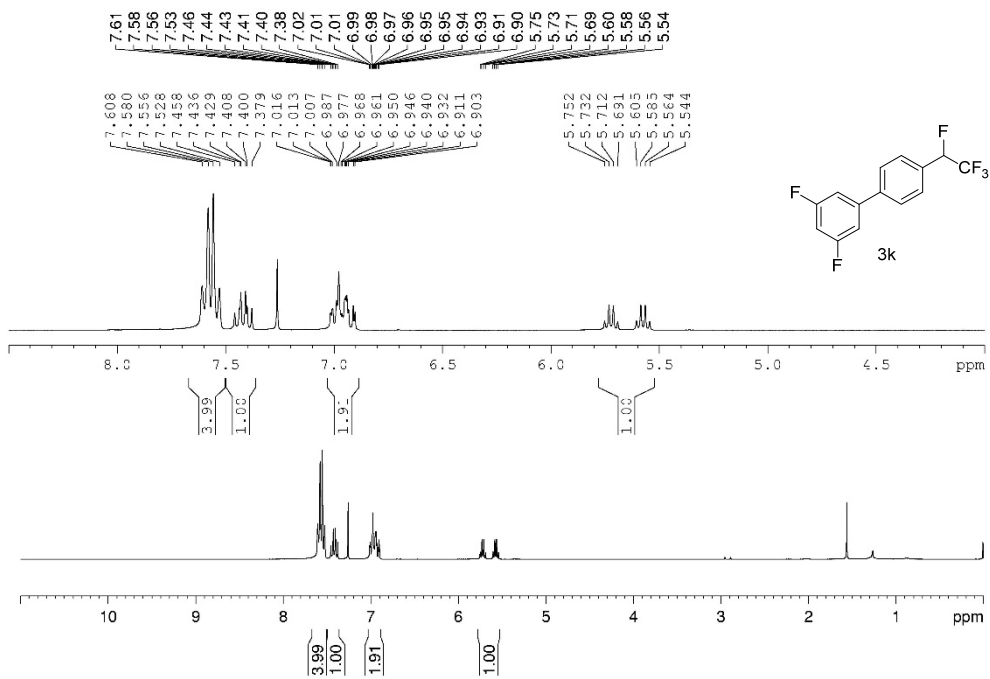 7.61 7.58 7.56 7.53 7.46 7.44 7.43 7.41 7.40 7.38 7.02 7.01 7.01 6.99 6.98 6.97 6.96 6.95 6.95 6.94 6.93 6.91 6.90 5.75 5.73 5.71 5.69 5.60 5.58 5.56 5.54
7.608 7.580 7.556 7.528 7.458 7.436 7.429 7.408 7.400 7.379 7.016 7.013 7.007 6.987 6.977 6.968 6.961 6.950 6.946 6.940 6.932 6.911 6.903 5.752 5.732 5.712 5.691 5.605 5.585 5.564 5.544
F
CF3
F
F
3k
8.0 7.5 7.0 6.5 6.0 5.5 5.0 4.5 ppm
3.99 1.00 1.91 1.00
10 9 8 7 6 5 4 3 2 1 ppm
3.99 1.00 1.91 1.00